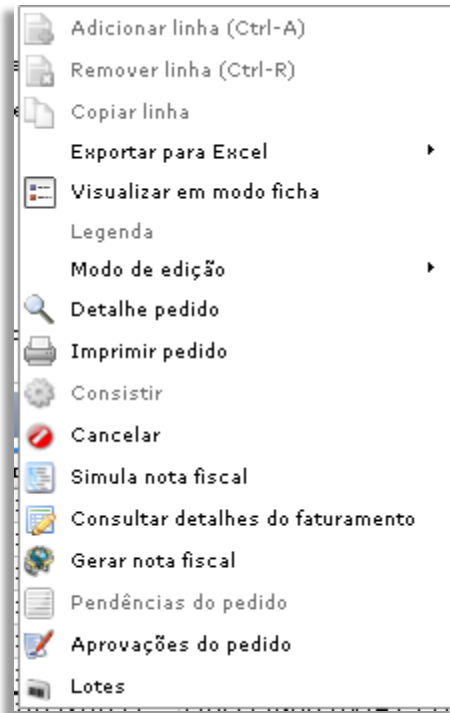 Adicionar linha (Ctrl-A)
Remover linha (Ctrl-R)
Copiar linha
Exportar para Excel
Visualizar em modo ficha
Legenda
Modo de edição
Detalhe pedido
Imprimir pedido
Consistir
Cancelar
Simula nota fiscal
Consultar detalhes do faturamento
Gerar nota fiscal
Pendências do pedido
Aprovações do pedido
Lotes